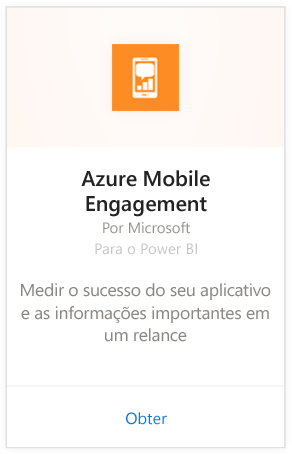 Azure Mobile
Engagement
Por Microsoft
Para o Power BI
Medir o sucesso do seu aplicativo
e as informações importantes em
um relance
Obter